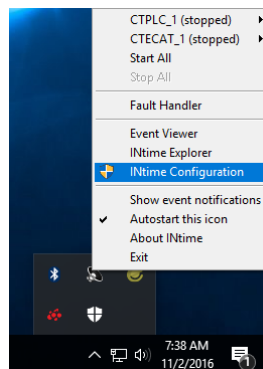 CTPLC_1 (stopped)
CTECAT_1 (stopped)
Start All
Stop All
Fault Handler
Event Viewer
INtime Explorer
INtime Configuration
Show event notifications
Autostart this icon
About INtime
Exit
7:38 AM
11/2/2016
1